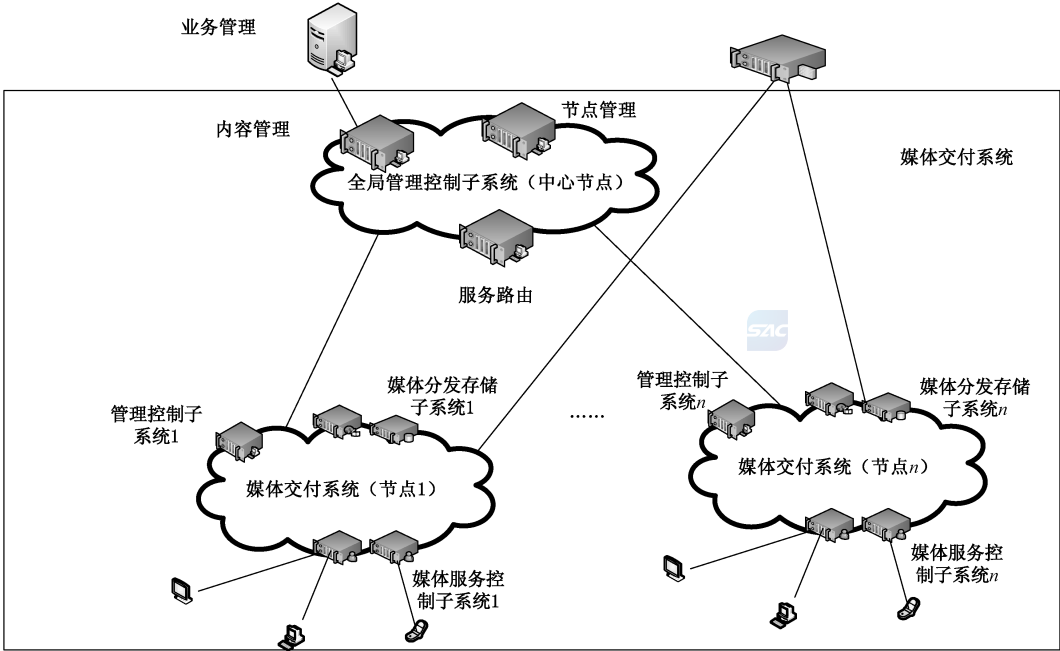 业务管理
内容管理
节点管理
媒体交付系统
全局管理控制子系统（中心节点）
服务路由
SAC
管理控制子
系统1
媒体分发存储
子系统1
……
管理控制子
系统n
媒体分发存储
子系统n
媒体交付系统（节点1）
媒体交付系统（节点n）
媒体服务控
制子系统1
媒体服务控
制子系统n